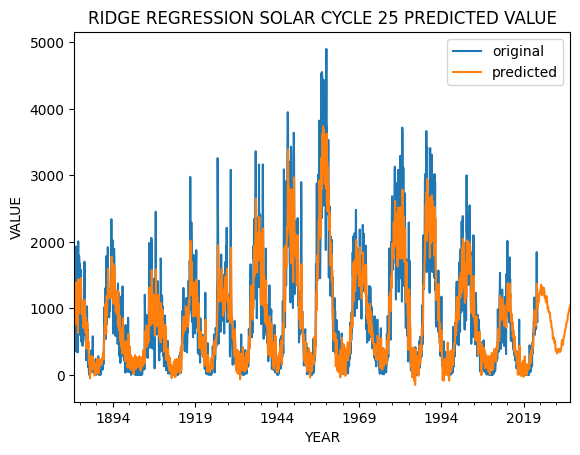 RIDGE REGRESSION SOLAR CYCLE 25 PREDICTED VALUE
original
predicted
5000
4000
3000
2000
1000
0
VALUE
1894 1919 1944 1969 1994 2019
YEAR